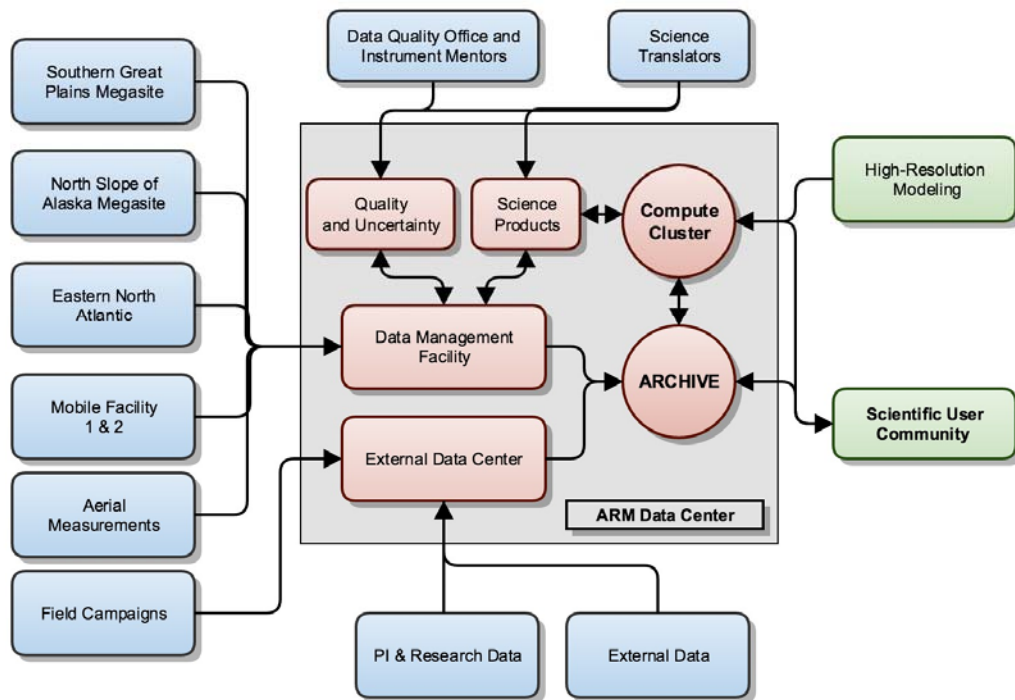 Data Quality Office and
Instrument Mentors
Science
Translators
Southern Great
Plains Megasite
North Slope of
Alaska Megasite
Eastern North
Atlantic
Mobile Facility
1 & 2
Aerial
Measurements
Field Campaigns
Quality
and Uncertainty
Science
Products
Compute
Cluster
Data Management
Facility
ARCHIVE
External Data Center
ARM Data Center
High-Resolution
Modeling
Scientific User
Community
PI & Research Data
External Data